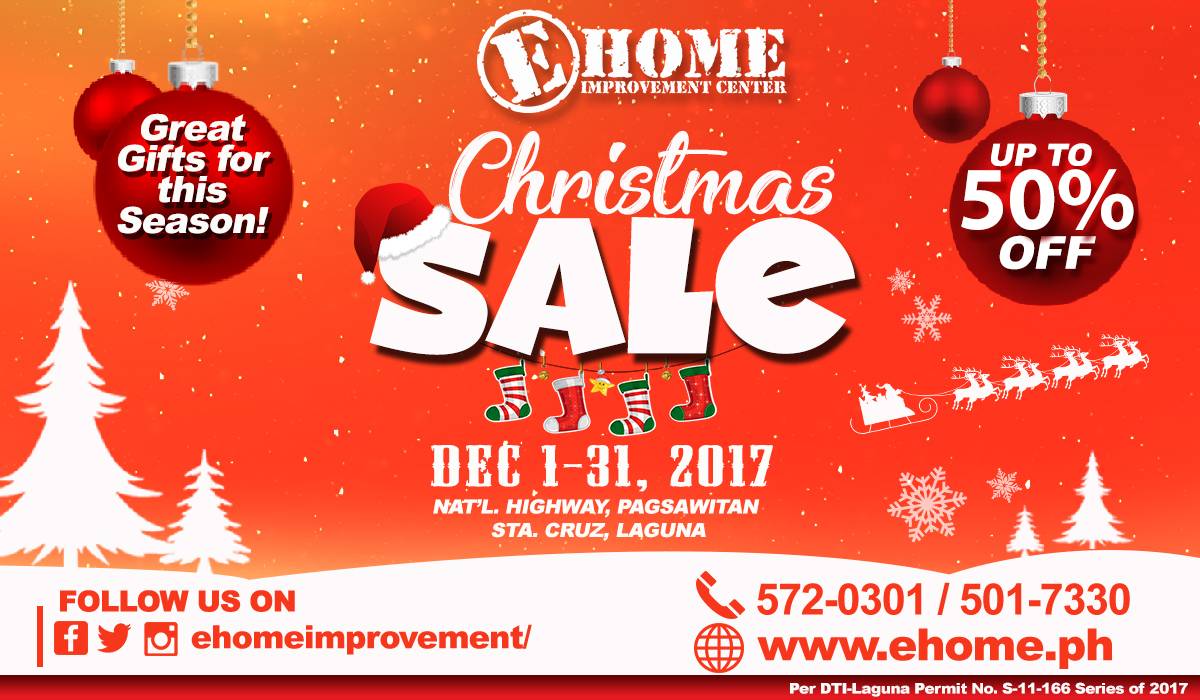 E HOME
IMPROVEMENT CENTER
Great
Gifts for
this
Season!
Christmas
SALe
UP TO
50%
OFF
DEC 1-31, 2017
NAT'L. HIGHWAY, PAGSAWITAN
STA. CRUZ, LAGUNA
FOLLOW US ON
ehomeimprovement/
572-0301 / 501-7330
www.ehome.ph
Per DTI-Laguna Permit No. S-11-166 Series of 2017